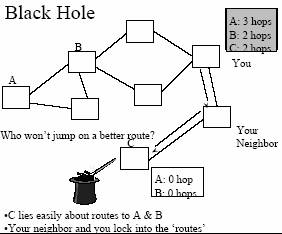 Black Hole
A: 3 hops
B: 2 hops
C: 2 hops
B
You
A
Who won't jump on a better route?
Your
Neighbor
C
A: 0 hop
B: 0 hops
•C lies easily about routes to A & B
•Your neighbor and you lock into the 'routes'